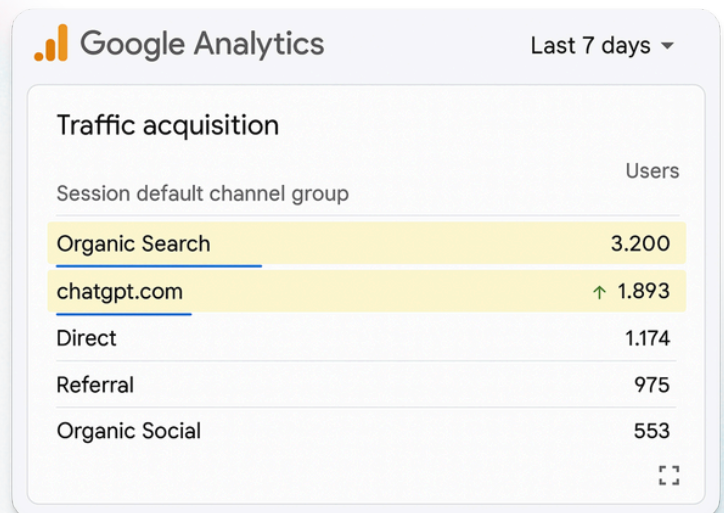 Google Analytics
Last 7 days
Traffic acquisition
Users
Session default channel group
Organic Search 3.200
chatgpt.com ↑ 1.893
Direct 1.174
Referral 975
Organic Social 553